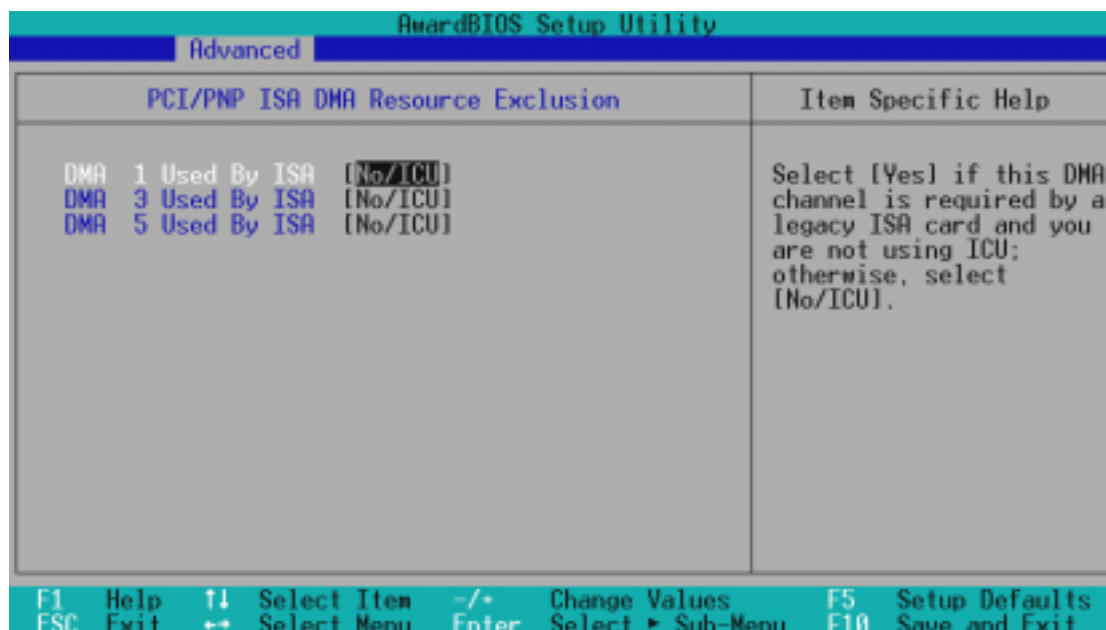 AwardBIOS Setup Utility
Advanced
PCI/PNP ISA DMA Resource Exclusion
Item Specific Help
DMA 1 Used By ISA [No/ICU]
DMA 3 Used By ISA [No/ICU]
DMA 5 Used By ISA [No/ICU]
Select [Yes] if this DMA
channel is required by a
legacy ISA card and you
are not using ICU;
otherwise, select
[No/ICU].
F1 Help ↑↓ Select Item -/+ Change Values F5 Setup Defaults
ESC Exit ←→ Select Menu Enter Select ► Sub-Menu F10 Save and Exit